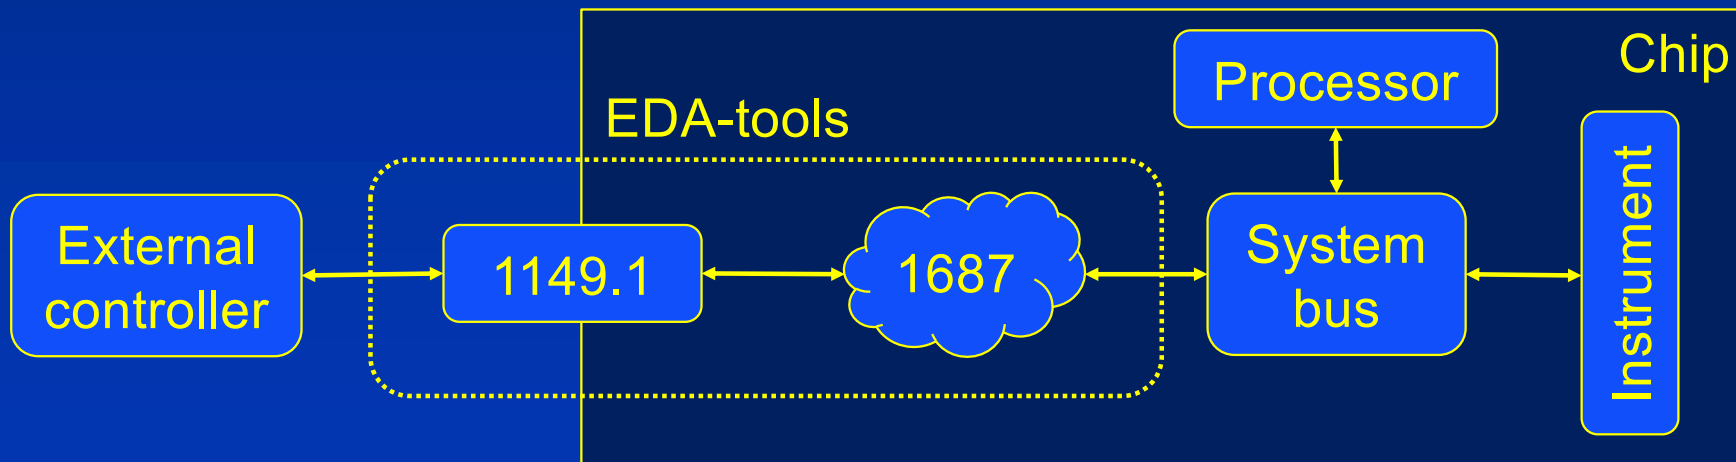 Chip
Processor
EDA-tools
External
controller
1149.1
1687
System
bus
Instrument